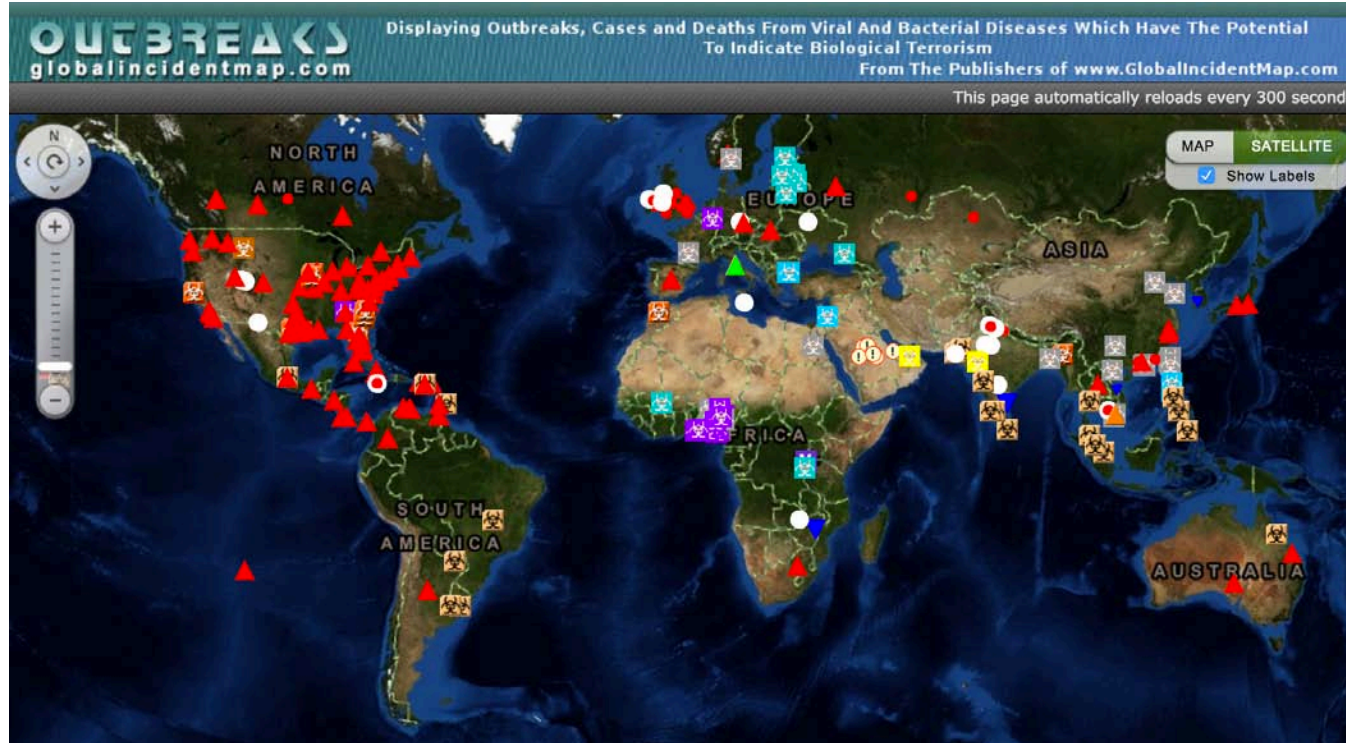 OUTBREAKS
globalincidentmap.com
Displaying Outbreaks, Cases and Deaths From Viral And Bacterial Diseases Which Have The Potential
To Indicate Biological Terrorism
From The Publishers of www.GlobalIncidentMap.com
This page automatically reloads every 300 second
N
MAP
SATELLITE
Show Labels
NORTH
AMERICA
EUROPE
ASIA
FRICA
SOUTH
AMERICA
AUSTRALIA